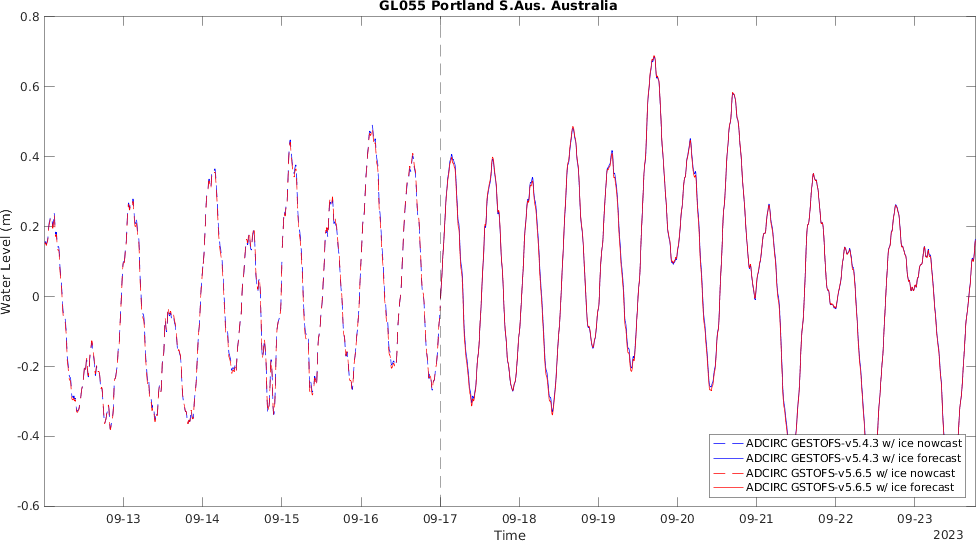 GL055 Portland S.Aus. Australia
0.8
0.6
0.4
0.2
0
-0.2
-0.4
-0.6
Water Level (m)
09-13 09-14 09-15 09-16 09-17 09-18 09-19 09-20 09-21 09-22 09-23
Time
2023
ADCIRC GESTOFS-v5.4.3 w/ ice nowcast
ADCIRC GESTOFS-v5.4.3 w/ ice forecast
ADCIRC GSTOFS-v5.6.5 w/ ice nowcast
ADCIRC GSTOFS-v5.6.5 w/ ice forecast